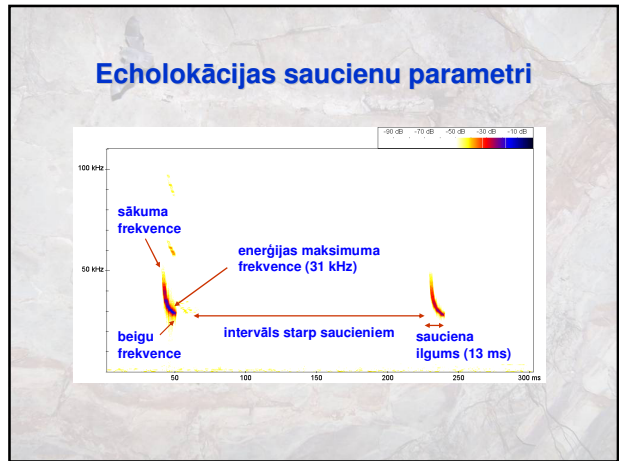 Echolokācijas saucienu parametri
-90 dB -70 dB -50 dB -30 dB -10 dB
100 kHz
sākuma
frekvence
enerģijas maksimuma
frekvence (31 kHz)
50 kHz
beigu
frekvence
intervāls starp saucieniem
sauciena
ilgums (13 ms)
50 100 150 200 250 300 ms